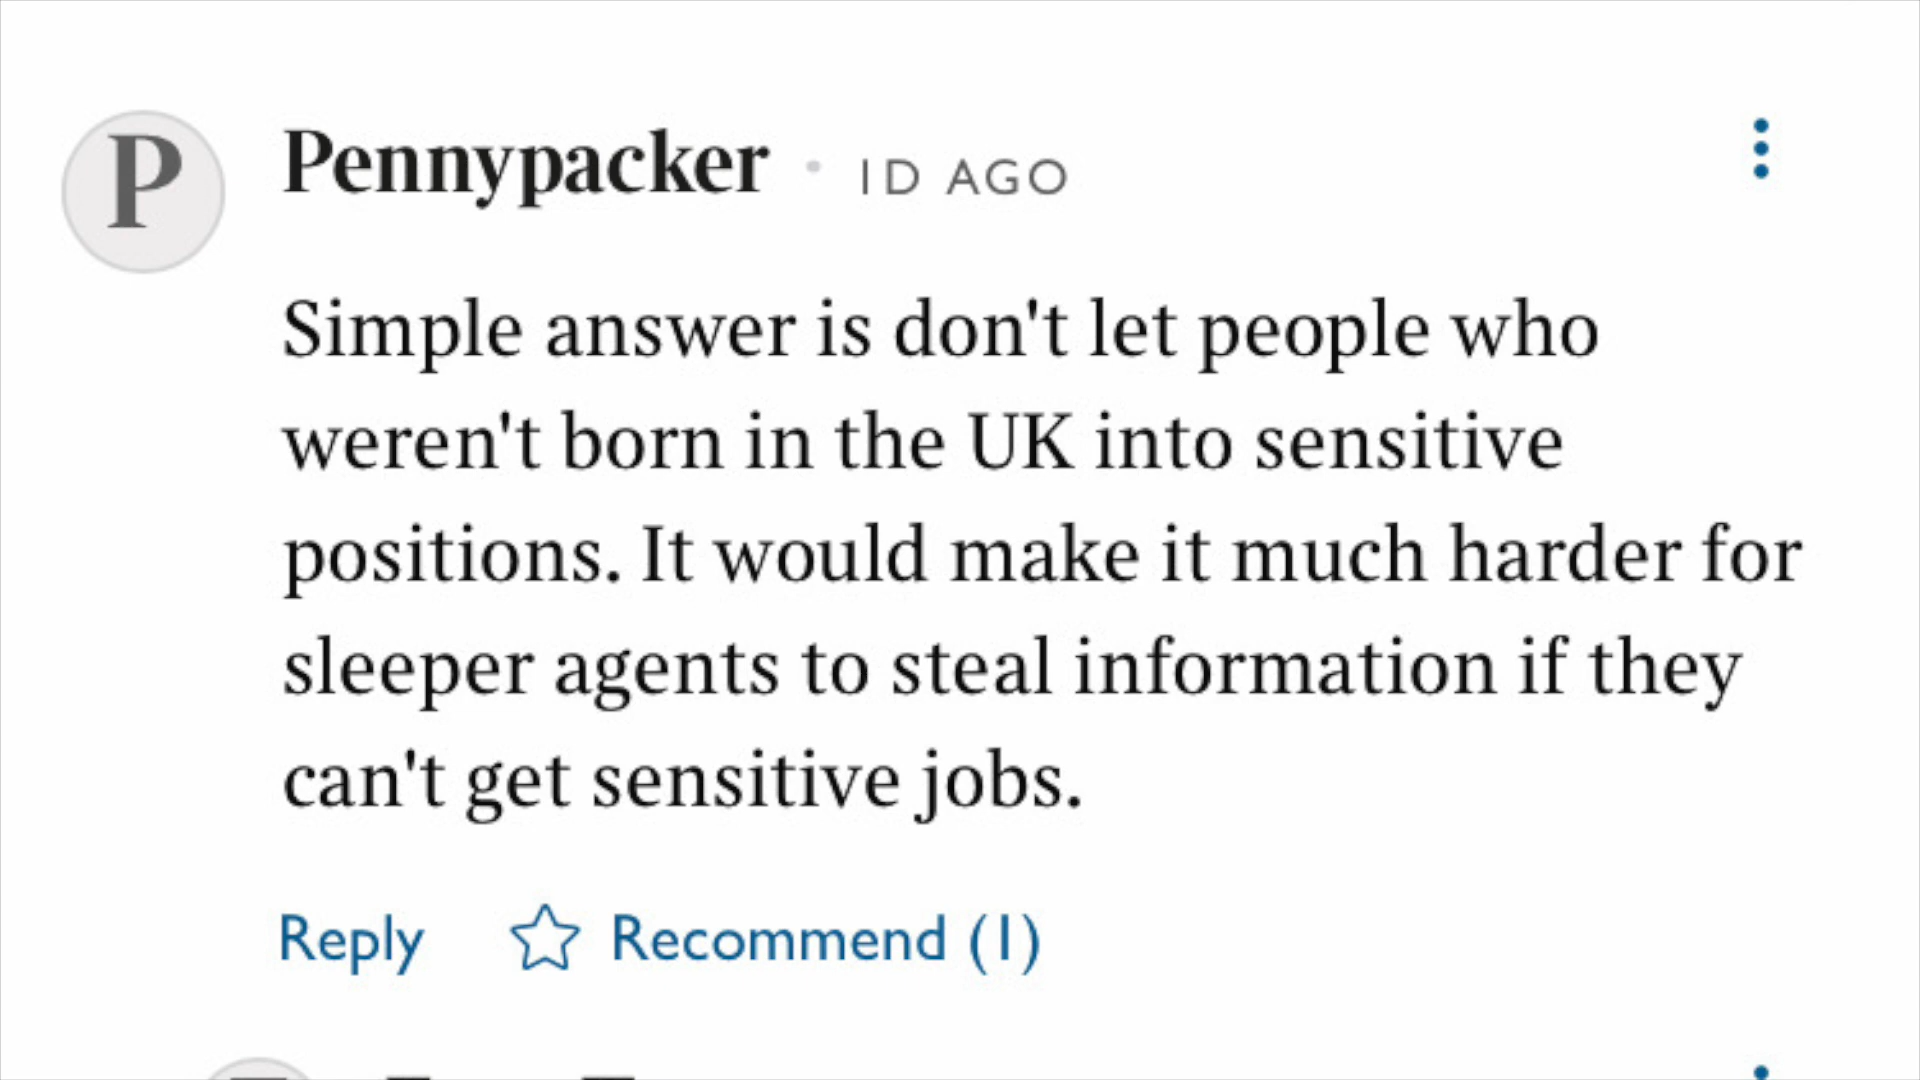 P
Pennypacker · 1D AGO
Simple answer is don't let people who
weren't born in the UK into sensitive
positions. It would make it much harder for
sleeper agents to steal information if they
can't get sensitive jobs.
Reply Recommend (1)